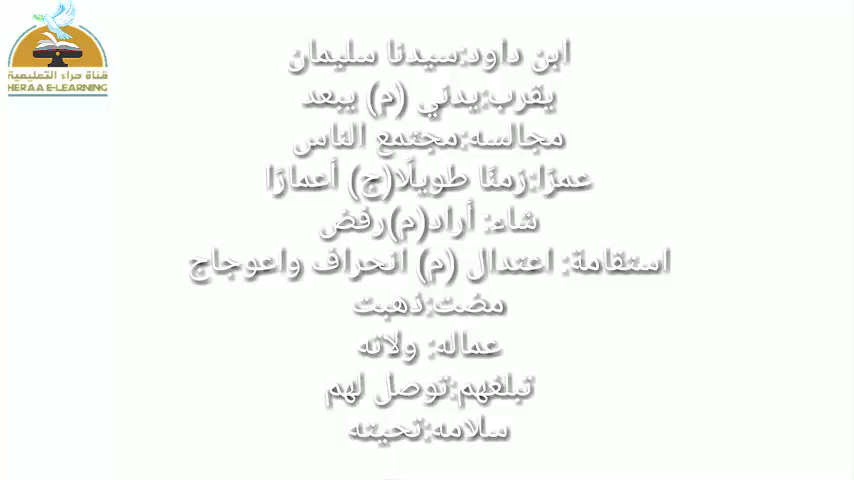 قناة حراء التعليمية
HERAA E-LEARNING
ابن داود:سيدنا سليمان
يقرب:يدني (م) يبعد
مجالسه:مجتمع الناس
عمرًا:زمنًا طويلًا(ج) أعمارًا
شاء: أراد(م)رفض
استقامة: اعتدال (م) انحراف واعوجاج
مضت:ذهبت
عماله: ولاته
تبلغهم:توصل لهم
سلامه:تحيته